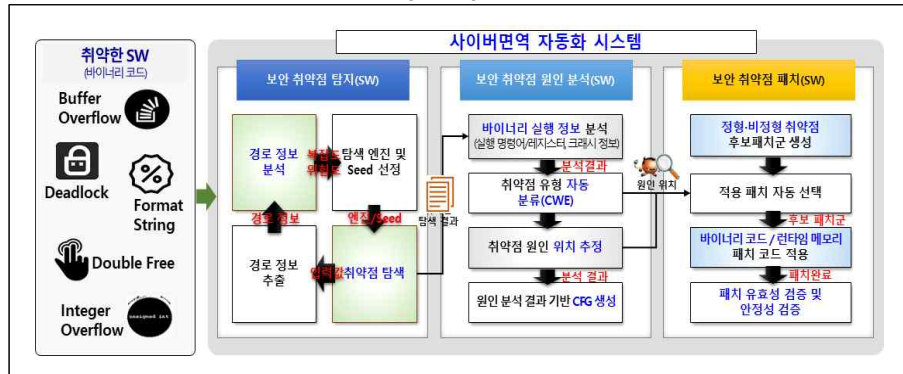 사이버면역 자동화 시스템
취약한 SW
(바이너리 코드)
Buffer
Overflow
Deadlock
Format
String
Double Free
Integer
Overflow
unsigned int
보안 취약점 탐지(SW)
경로 정보
분석
복잡도
위험도
탐색 엔진 및
Seed 선정
경로 정보
엔진/Seed
경로 정보
추출
입력값
취약점 탐색
탐색 결과
보안 취약점 원인 분석(SW)
바이너리 실행 정보 분석
(실행 명령어/레지스터, 크래시 정보)
분석결과
취약점 유형 자동
분류(CWE)
취약점 원인 위치 추정
분석 결과
원인 분석 결과 기반 CFG 생성
원인 위치
보안 취약점 패치(SW)
정형·비정형 취약점
후보패치군 생성
적용 패치 자동 선택
후보 패치군
바이너리 코드 / 런타임 메모리
패치 코드 적용
패치완료
패치 유효성 검증 및
안정성 검증